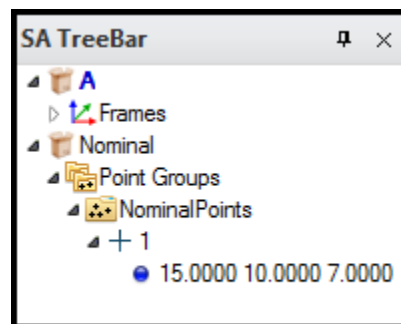 SA TreeBar
A
Frames
Nominal
Point Groups
NominalPoints
1
15.0000 10.0000 7.0000